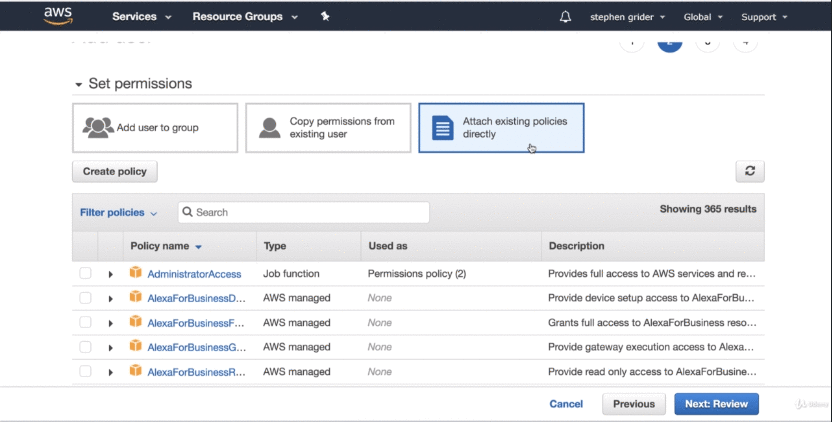 aws Services Resource Groups stephen grider Global Support
2
Set permissions
Add user to group
Copy permissions from existing user
Attach existing policies directly
Create policy
Filter policies Search Showing 365 results
Policy name Type Used as Description
AdministratorAccess Job function Permissions policy (2) Provides full access to AWS services and re...
AlexaForBusinessD... AWS managed None Provide device setup access to AlexaForBu...
AlexaForBusinessF... AWS managed None Grants full access to AlexaForBusiness reso...
AlexaForBusinessG... AWS managed None Provide gateway execution access to Alexa...
AlexaForBusinessR... AWS managed None Provide read only access to AlexaForBusine...
Cancel Previous Next: Review